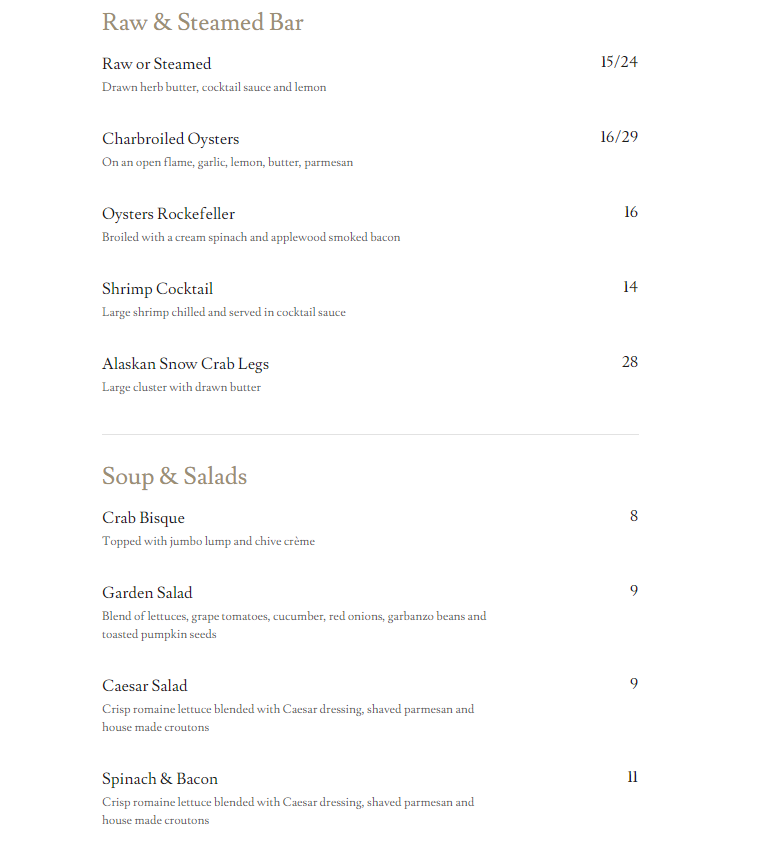 Raw & Steamed Bar
Raw or Steamed 15/24
Drawn herb butter, cocktail sauce and lemon
Charbroiled Oysters 16/29
On an open flame, garlic, lemon, butter, parmesan
Oysters Rockefeller 16
Broiled with a cream spinach and applewood smoked bacon
Shrimp Cocktail 14
Large shrimp chilled and served in cocktail sauce
Alaskan Snow Crab Legs 28
Large cluster with drawn butter
Soup & Salads
Crab Bisque 8
Topped with jumbo lump and chive crème
Garden Salad 9
Blend of lettuces, grape tomatoes, cucumber, red onions, garbanzo beans and
toasted pumpkin seeds
Caesar Salad 9
Crisp romaine lettuce blended with Caesar dressing, shaved parmesan and
house made croutons
Spinach & Bacon 11
Crisp romaine lettuce blended with Caesar dressing, shaved parmesan and
house made croutons